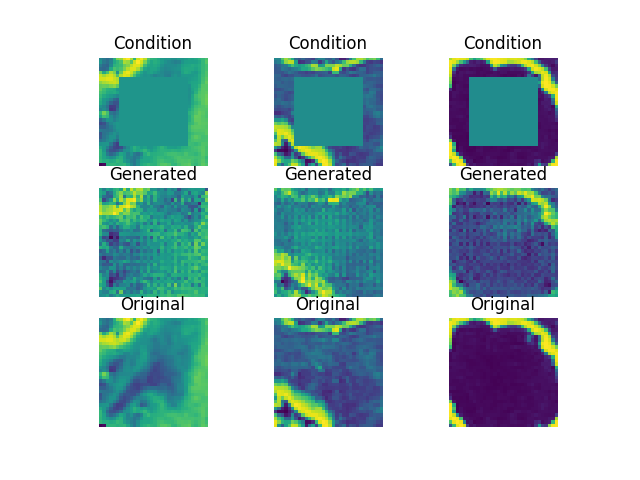 Condition Condition Condition
Generated Generated Generated
Original Original Original